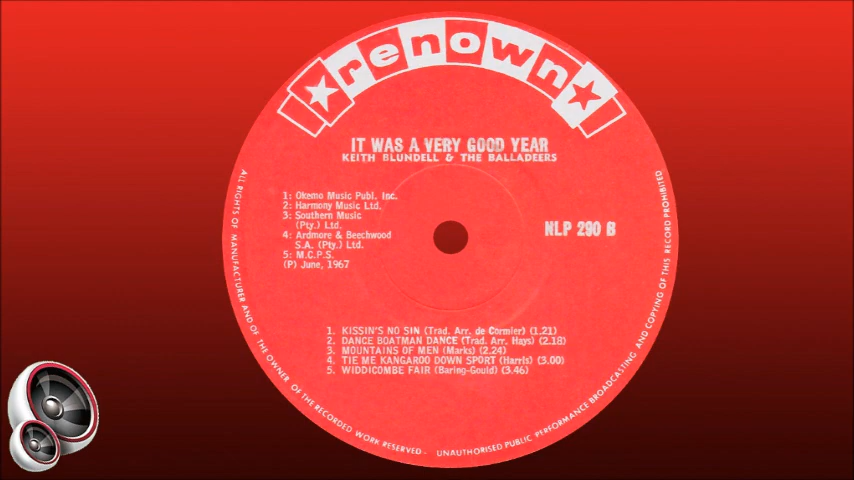 renown
IT WAS A VERY GOOD YEAR
KEITH BLUNDELL & THE BALLADEERS
1: Okemo Music Publ. Inc.
2: Harmony Music Ltd.
3: Southern Music
(Pty.) Ltd.
4: Ardmore & Beechwood
S.A. (Pty.) Ltd.
5: M.C.P.S.
(P) June, 1967
NLP 290 B
1. KISSIN'S NO SIN (Trad. Arr. de Cormier) (1.21)
2. DANCE BOATMAN DANCE (Trad. Arr. Hays) (2.18)
3. MOUNTAINS OF MEN (Marks) (2.24)
4. TIE ME KANGAROO DOWN SPORT (Harris) (3.00)
5. WIDDICOMBE FAIR (Baring-Gould) (3.46)
ALL RIGHTS OF MANUFACTURER AND OF THE OWNER OF THE RECORDED WORK RESERVED - UNAUTHORISED PUBLIC PERFORMANCE BROADCASTING AND COPYING OF THIS RECORD PROHIBITED